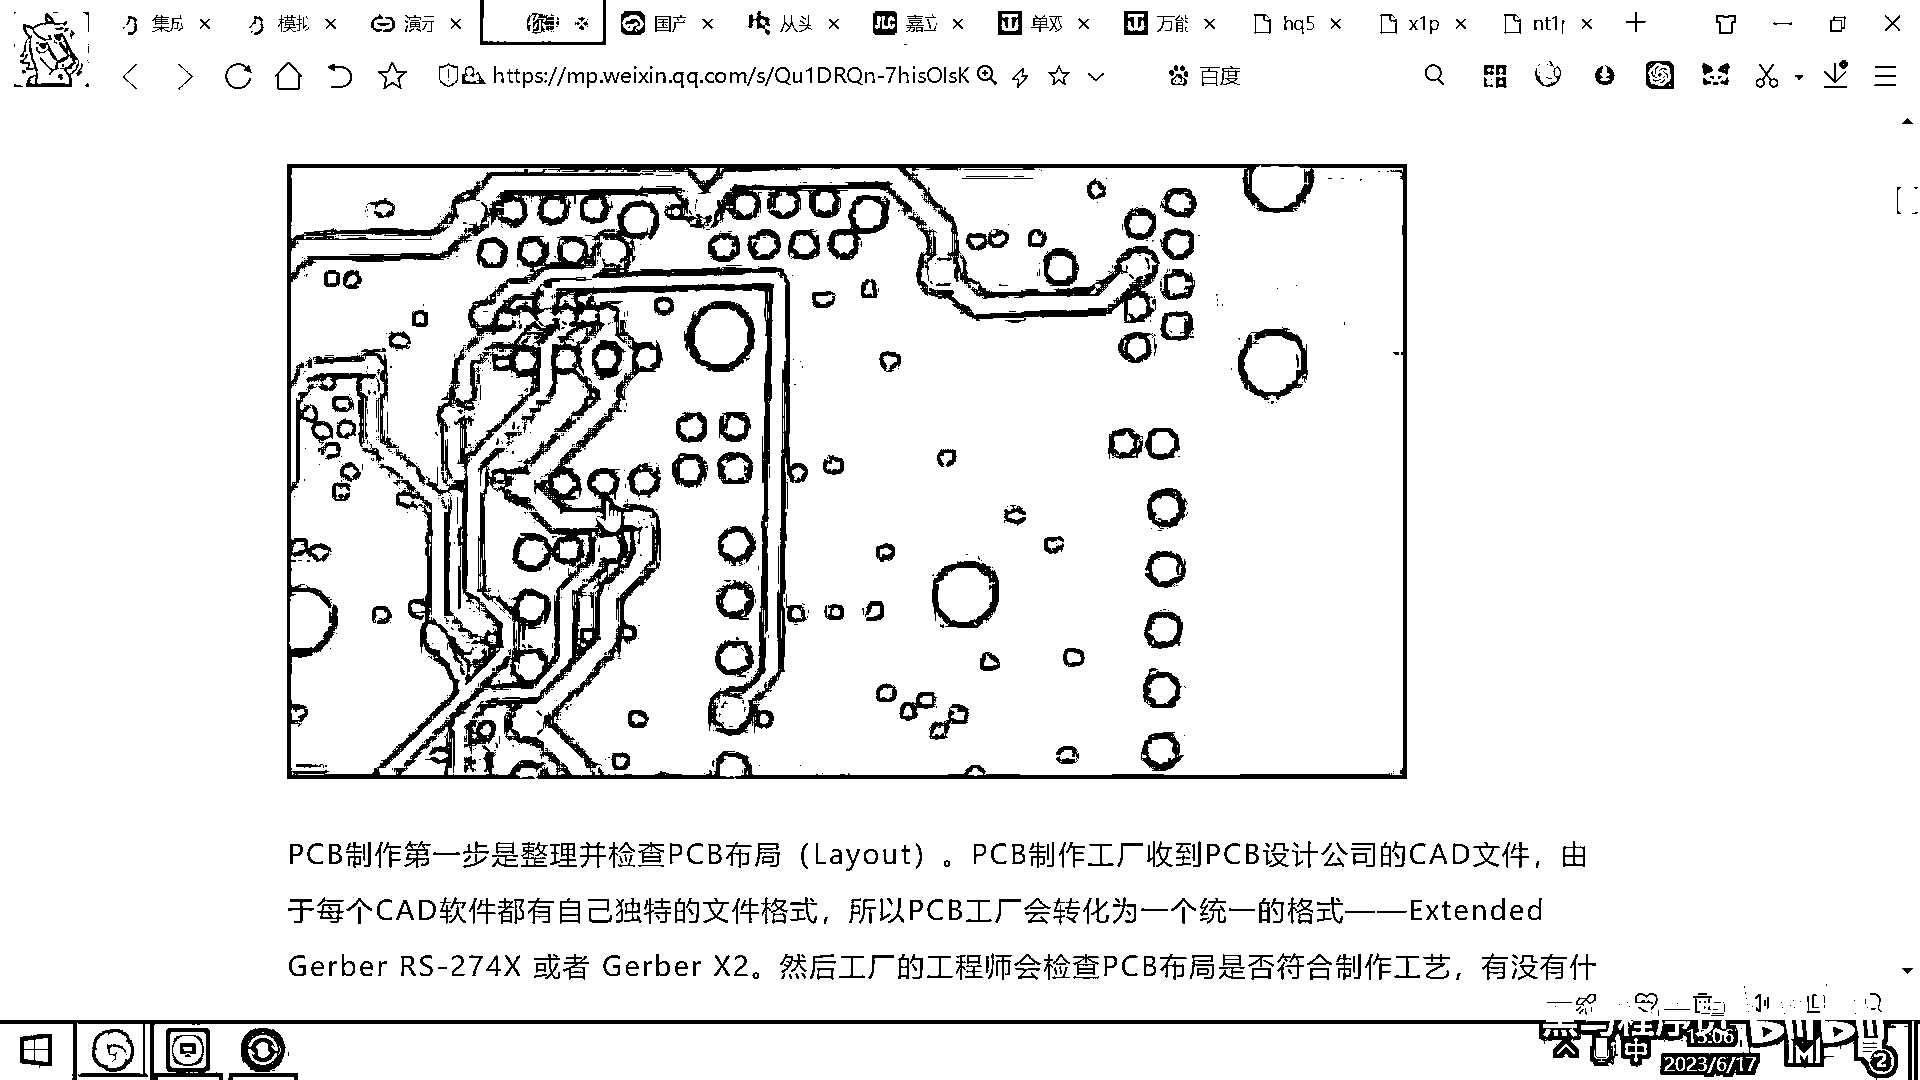 集成
模拟
演示
国产
从头
嘉立
单双
万能
hq5
x1p
nt1
https://mp.weixin.qq.com/s/Qu1DRQn-7hisOIsK
百度
PCB制作第一步是整理并检查PCB布局（Layout）。PCB制作工厂收到PCB设计公司的CAD文件，由
于每个CAD软件都有自己独特的文件格式，所以PCB工厂会转化为一个统一的格式——Extended
Gerber RS-274X 或者 Gerber X2。然后工厂的工程师会检查PCB布局是否符合制作工艺，有没有什
中
15:06
2023/6/17
2